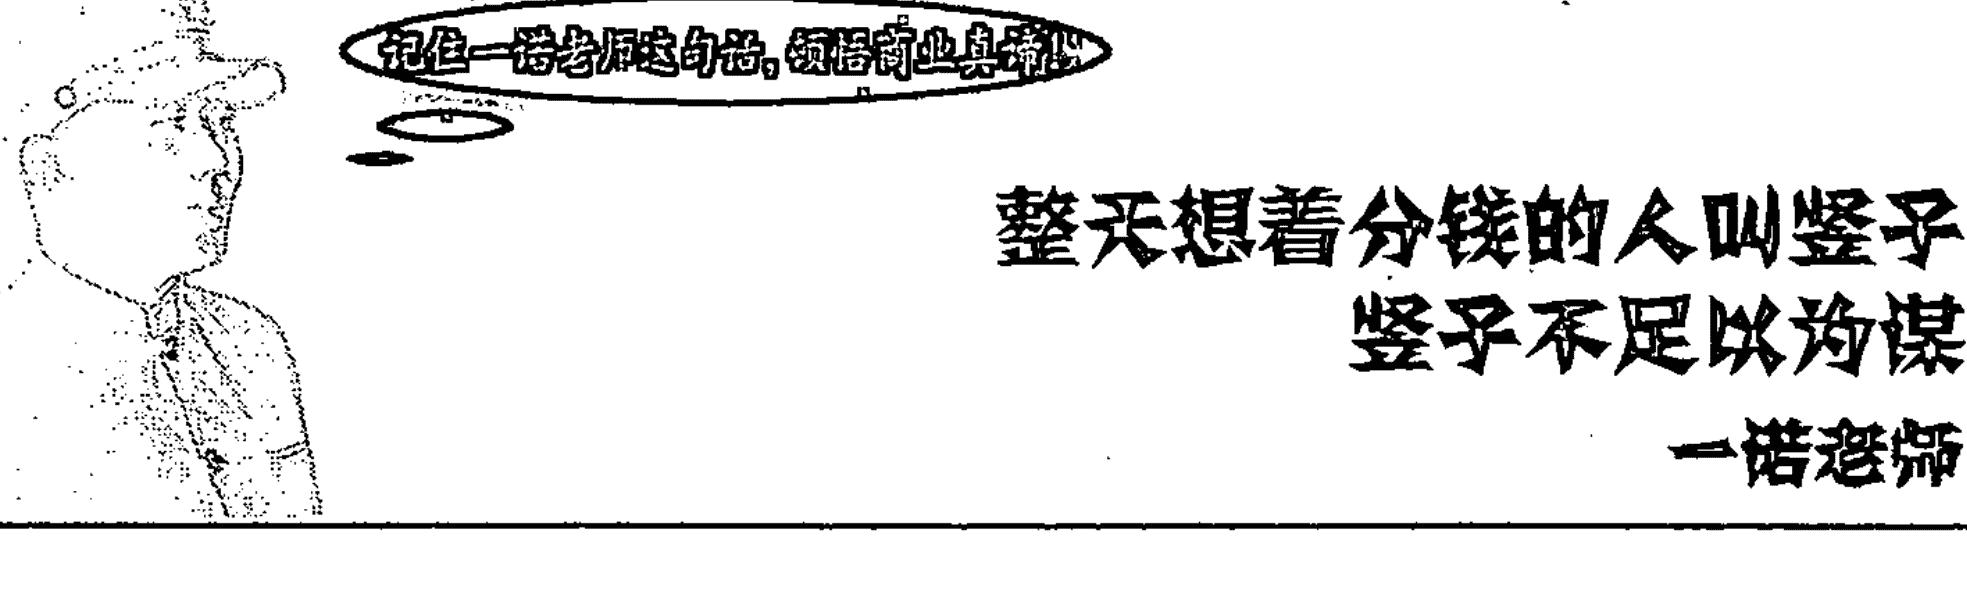 记住一诺老师这句话，领悟商业真谛
整天想着分钱的人叫竖子
竖子不足以为谋
一诺老师